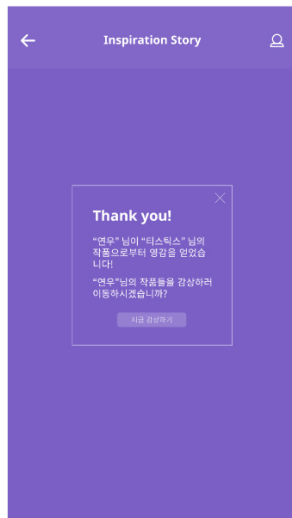 Inspiration Story
Thank you!
“연우” 님이 “티스틱스” 님의
작품으로부터 영감을 얻었습
니다!
“연우”님의 작품들을 감상하러
이동하시겠습니까?
지금 감상하기